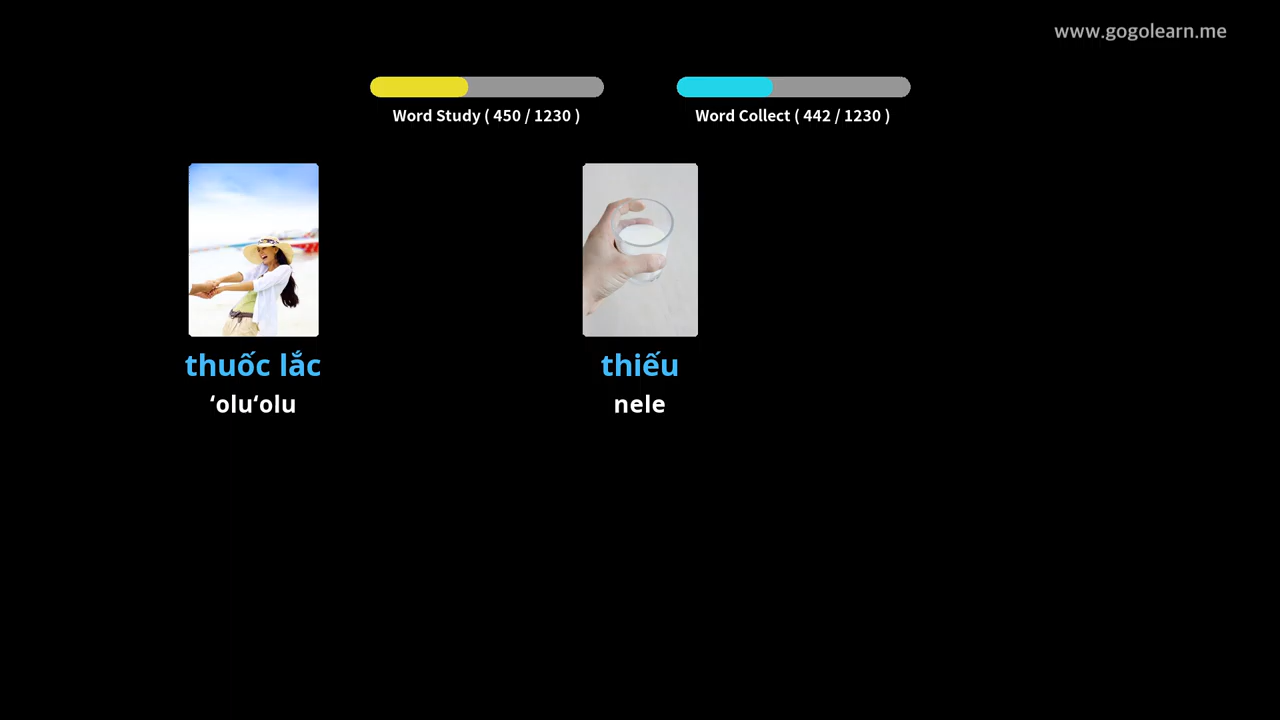 www.gogolearn.me
Word Study ( 450 / 1230 )
Word Collect ( 442 / 1230 )
thuốc lắc
ʻoluʻolu
thiếu
nele